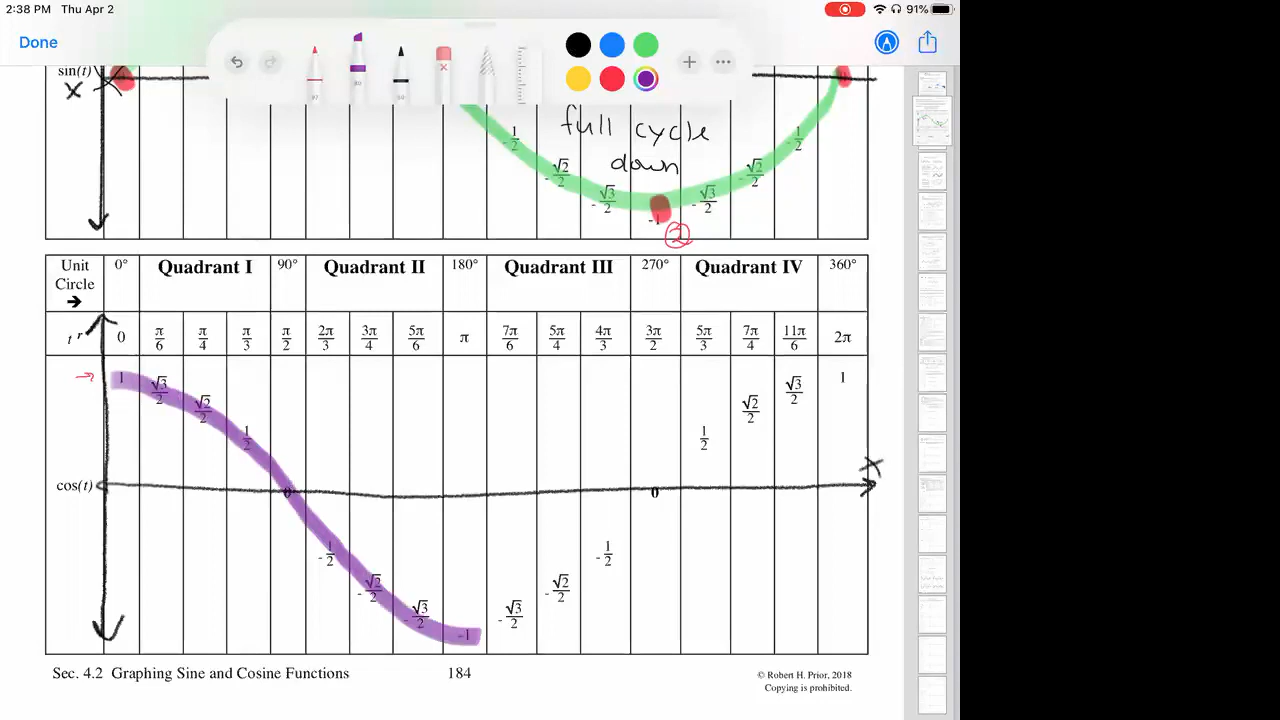 2:38 PM Thu Apr 2
91%
Done
97
80
50
sin(t)
x
full cycle
down
- 1/2
- √2/2
- √3/2
-1
- √3/2
- √2/2
- 1/2
2
Unit Circle → 0° Quadrant I 90° Quadrant II 180° Quadrant III 270° Quadrant IV 360°
t r 0 π/6 π/4 π/3 π/2 2π/3 3π/4 5π/6 π 7π/6 5π/4 4π/3 3π/2 5π/3 7π/4 11π/6 2π
cos(t) 1 √3/2 √2/2 1/2 0 - 1/2 - √2/2 - √3/2 -1 - √3/2 - √2/2 - 1/2 0 1/2 √2/2 √3/2 1
x
Sec. 4.2 Graphing Sine and Cosine Functions 184 © Robert H. Prior, 2018
Copying is prohibited.